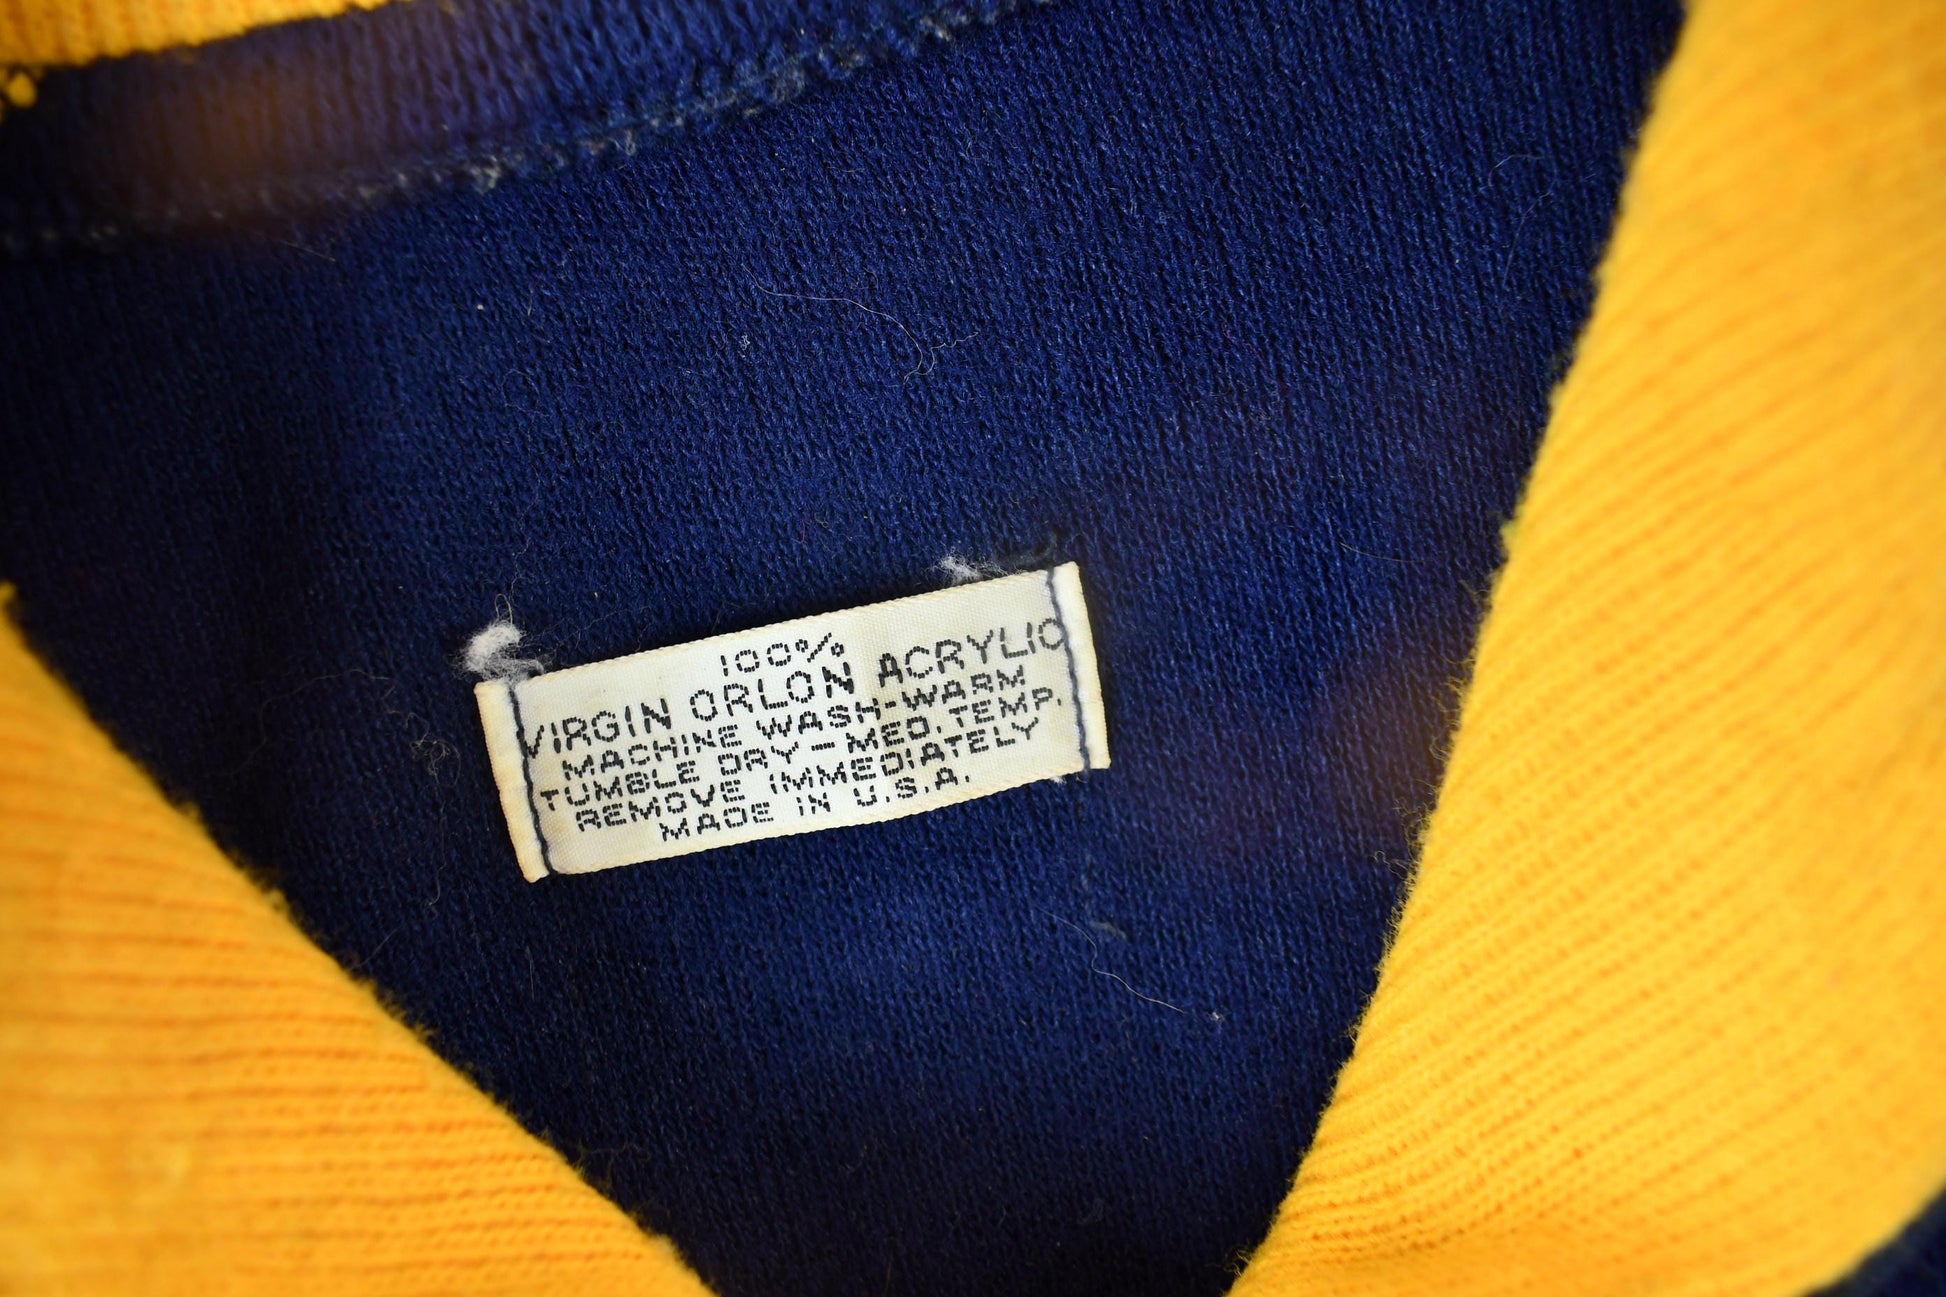 100%
VIRGIN ORLON ACRYLIC
MACHINE WASH-WARM
TUMBLE DRY-MED. TEMP.
REMOVE IMMEDIATELY
MADE IN U.S.A.